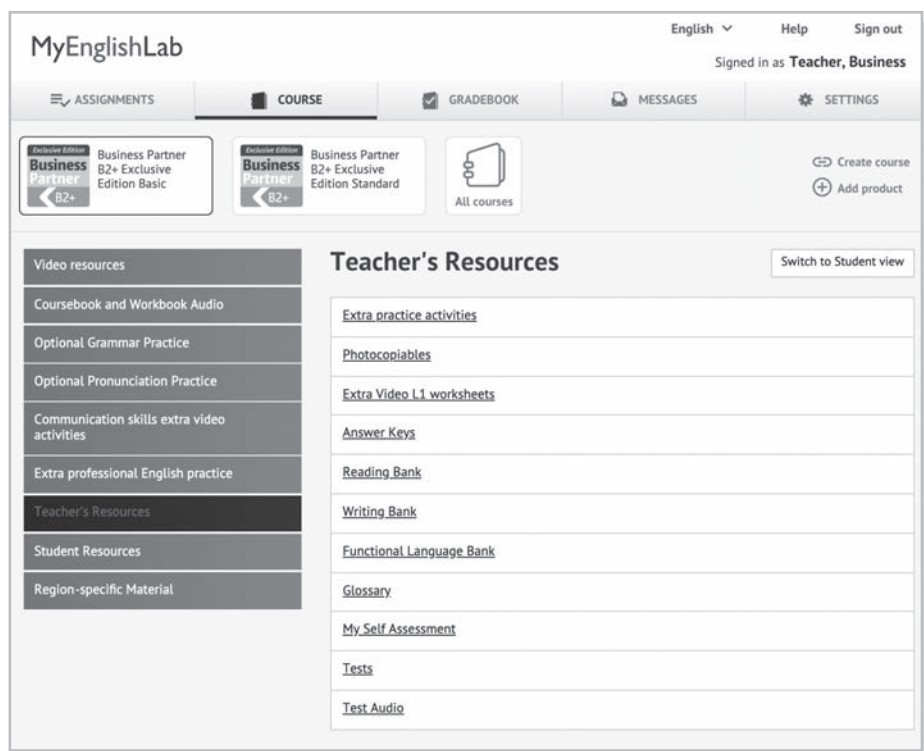 MyEnglishLab
English
Help
Sign out
Signed in as Teacher, Business
ASSIGNMENTS
COURSE
GRADEBOOK
MESSAGES
SETTINGS
Exclusive Edition
Business
Partner
B2+
Business Partner
B2+ Exclusive
Edition Basic
Exclusive Edition
Business
Partner
B2+
Business Partner
B2+ Exclusive
Edition Standard
All courses
Create course
Add product
Video resources
Coursebook and Workbook Audio
Optional Grammar Practice
Optional Pronunciation Practice
Communication skills extra video
activities
Extra professional English practice
Teacher's Resources
Student Resources
Region-specific Material
Teacher's Resources
Switch to Student view
Extra practice activities
Photocopiables
Extra Video L1 worksheets
Answer Keys
Reading Bank
Writing Bank
Functional Language Bank
Glossary
My Self Assessment
Tests
Test Audio